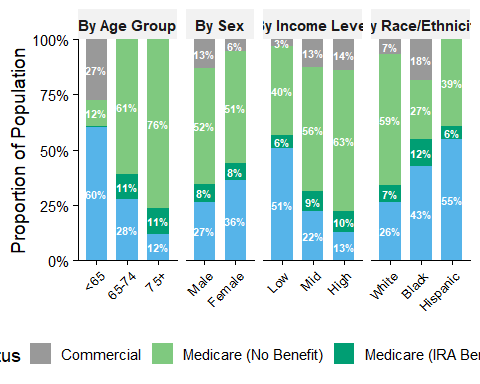 By Age Group By Sex By Income Leve y Race/Ethnicit
Proportion of Population
100%
75%
50%
25%
0%
27% 12% 60%
61% 11% 28%
76% 11% 12%
13% 52% 8% 27%
6% 51% 8% 36%
3% 40% 6% 51%
13% 56% 9% 22%
14% 63% 10% 13%
7% 59% 7% 26%
18% 27% 12% 43%
39% 6% 55%
<65 65-74 75+ Male Female Low Mid High White Black Hispanic
tus Commercial Medicare (No Benefit) Medicare (IRA Be